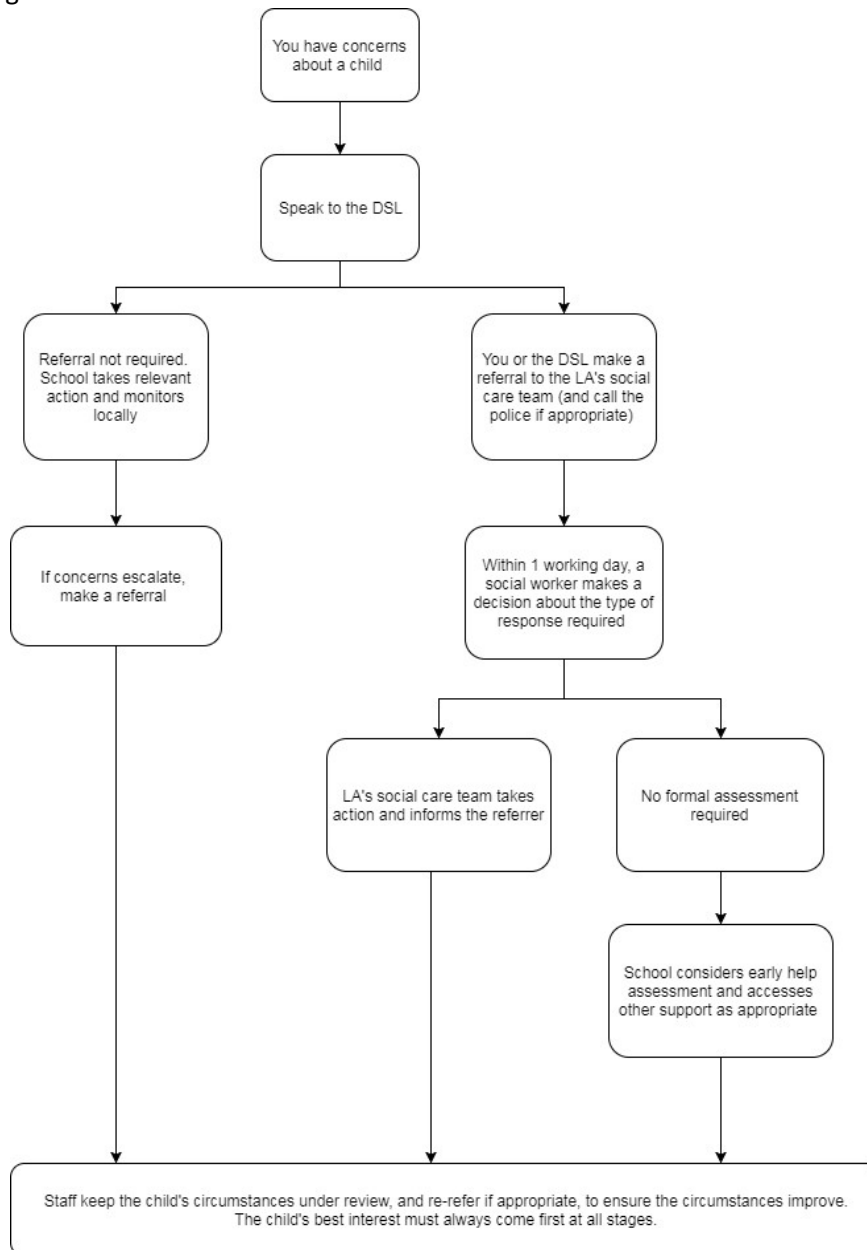 You have concerns
about a child
Speak to the DSL
Referral not required.
School takes relevant
action and monitors
locally
You or the DSL make a
referral to the LA's social
care team (and call the
police if appropriate)
If concerns escalate,
make a referral
Within 1 working day, a
social worker makes a
decision about the type of
response required
LA's social care team takes
action and informs the referrer
No formal assessment
required
School considers early help
assessment and accesses
other support as appropriate
Staff keep the child's circumstances under review, and re-refer if appropriate, to ensure the circumstances improve.
The child's best interest must always come first at all stages.